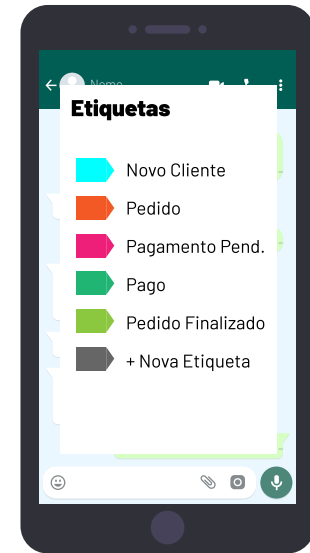 Nome
Etiquetas
Novo Cliente
Pedido
Pagamento Pend.
Pago
Pedido Finalizado
+ Nova Etiqueta